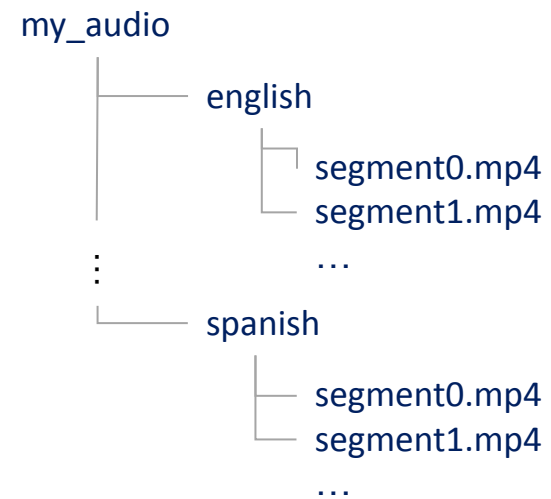 my_audio
english
segment0.mp4
segment1.mp4
...
⋮
spanish
segment0.mp4
segment1.mp4
...